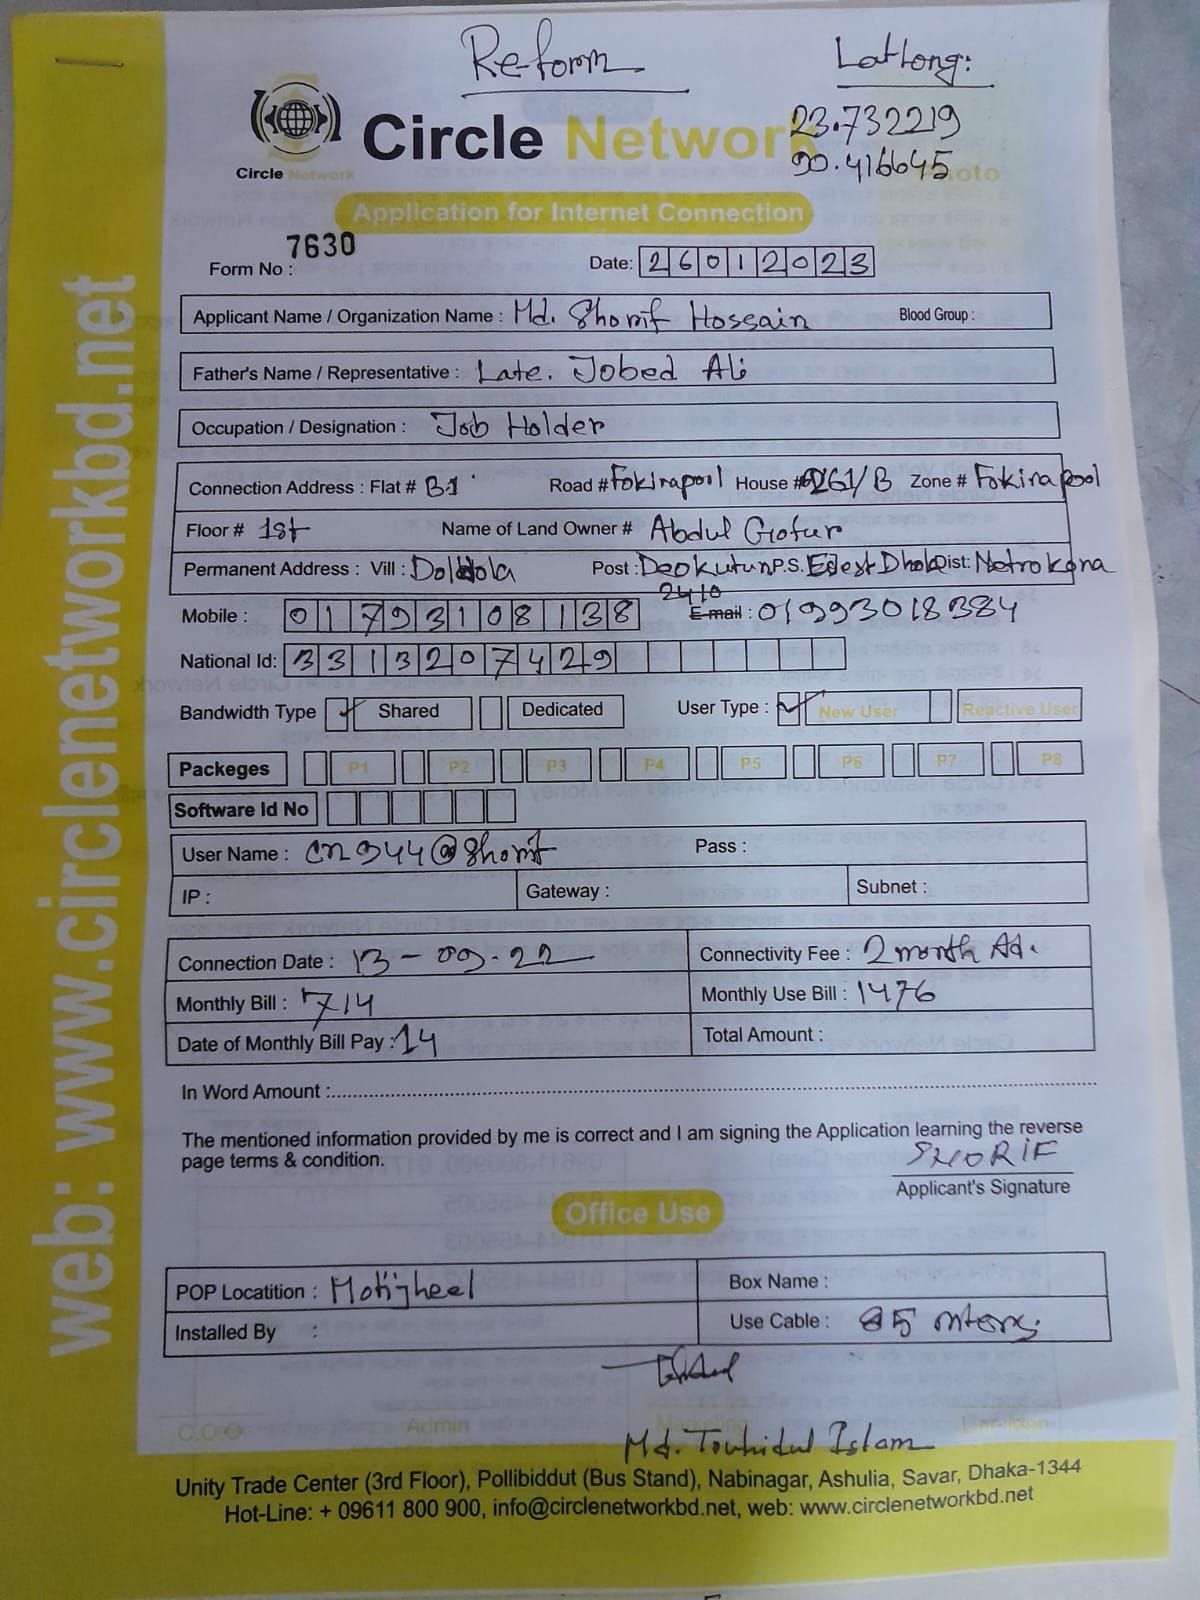 Re-form
Lat long:
23.732219
90.416645
Circle Network
Circle Network
Application for Internet Connection
Form No : 7630
Date: 26012023
Applicant Name / Organization Name : Md. Shorif Hossain Blood Group :
Father's Name / Representative : Late. Jobed Ali
Occupation / Designation : Job Holder
Connection Address : Flat # B1 Road # Fokirapool House # 261/B Zone # Fokirapool
Floor # 1st Name of Land Owner # Abdul Gofur
Permanent Address : Vill : Post : Deokutun P.S. Dist: Netrokona
2410
Mobile : 01793108138 E-mail : 01993018384
National Id: 3313207429
Bandwidth Type Shared Dedicated User Type : New User Reactive User
Packeges P1 P2 P3 P4 P5 P6 P7 P8
Software Id No
User Name : cn344@Shorif Pass :
IP : Gateway : Subnet :
Connection Date : 13-09-22 Connectivity Fee : 2 month Ad.
Monthly Bill : 714 Monthly Use Bill : 1476
Date of Monthly Bill Pay : 14 Total Amount :
In Word Amount :
The mentioned information provided by me is correct and I am signing the Application learning the reverse
page terms & condition.
SHORIF
Applicant's Signature
Office Use
POP Locatition : Motijheel Box Name :
Installed By : Use Cable : 85
C.O.O Admin Marketing
Md. Touhidul Islam
Unity Trade Center (3rd Floor), Pollibiddut (Bus Stand), Nabinagar, Ashulia, Savar, Dhaka-1344
Hot-Line: + 09611 800 900, info@circlenetworkbd.net, web: www.circlenetworkbd.net
web: www.circlenetworkbd.net